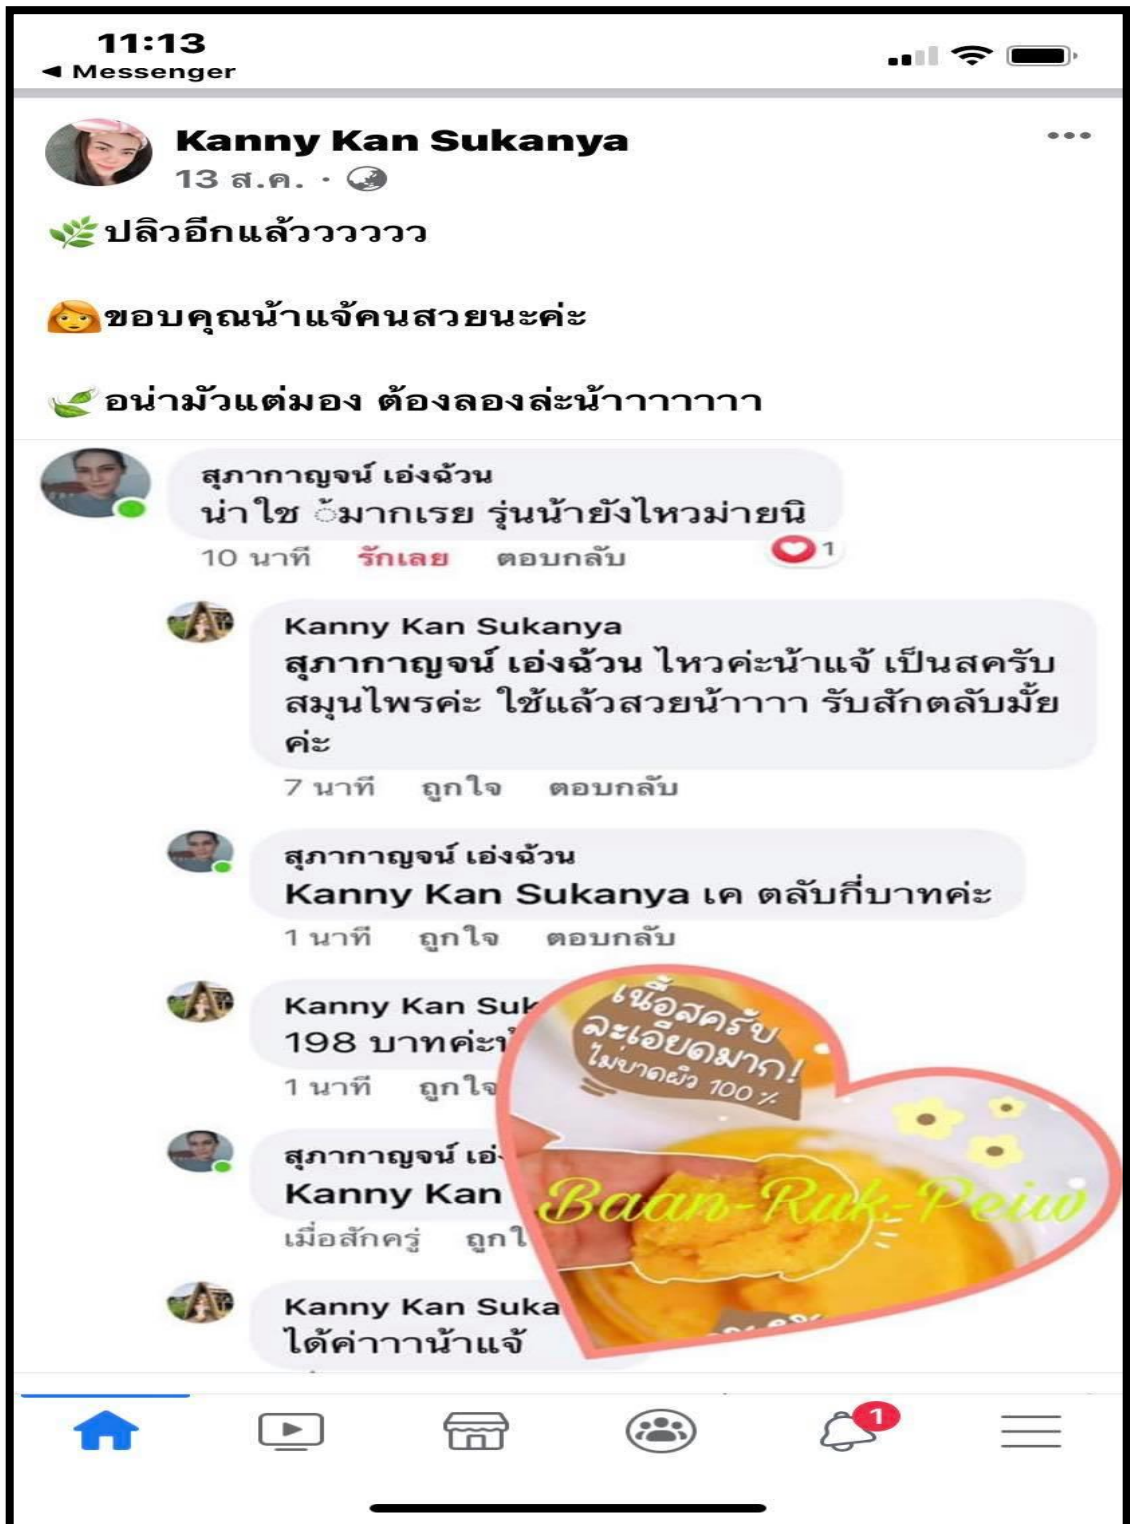 11:13
Messenger
Kanny Kan Sukanya
13 ส.ค. ·
ปลิวอีกแล้วววววว
ขอบคุณน้าแจ้คนสวยนะค่ะ
อน่ามัวแต่มอง ต้องลองล่ะน้าาาาาาา
สุภากาญจน์ เอ่งฉ้วน
น่าใช ้มากเรย รุ่นน้ายังไหวม่ายนิ
10 นาที รักเลย ตอบกลับ 1
Kanny Kan Sukanya
สุภากาญจน์ เอ่งฉ้วน ไหวค่ะน้าแจ้ เป็นสครับ
สมุนไพรค่ะ ใช้แล้วสวยน้าาาา รับสักตลับมั้ย
ค่ะ
7 นาที ถูกใจ ตอบกลับ
สุภากาญจน์ เอ่งฉ้วน
Kanny Kan Sukanya เค ตลับกี่บาทค่ะ
1 นาที ถูกใจ ตอบกลับ
Kanny Kan Suk
198 บาทค่ะ
1 นาที ถูกใจ
สุภากาญจน์ เอ่
Kanny Kan
เมื่อสักครู่ ถูกใ
Kanny Kan Suka
ได้ค่าาาน้าแจ้
เนื้อสครับ
ละเอียดมาก!
ไม่บาดผิว 100%
Baan-Ruk-Peiw
1